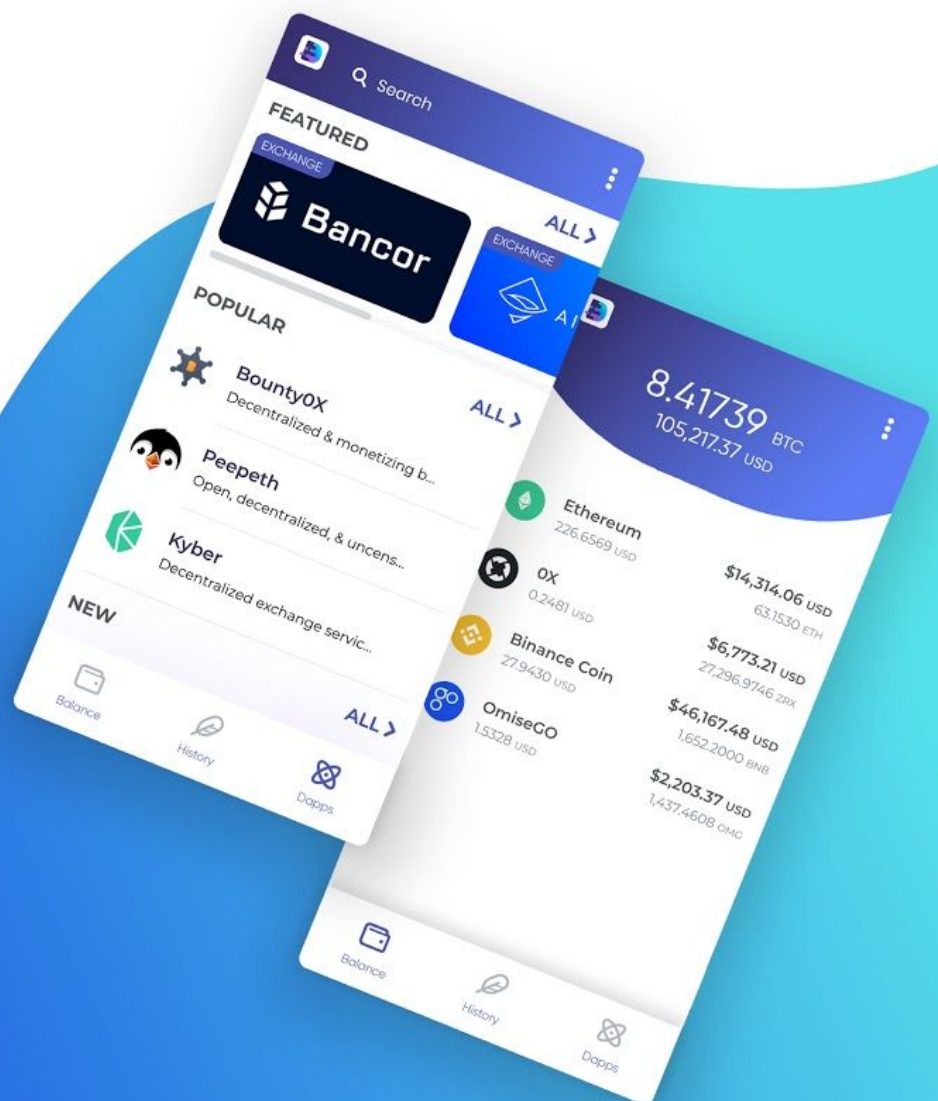 Search
FEATURED
ALL >
EXCHANGE
Bancor
EXCHANGE
POPULAR
ALL >
Bounty0X
Decentralized & monetizing b...
Peepeth
Open, decentralized, & uncens...
Kyber
Decentralized exchange servic...
NEW
ALL >
Balance
History
Dapps
8.41739 BTC
105,217.37 USD
Ethereum
226.6569 USD
$14,314.06 USD
63.1530 ETH
0X
0.2481 USD
$6,773.21 USD
27,296.9746 ZRX
Binance Coin
27.9430 USD
$46,167.48 USD
1,652.2000 BNB
OmiseGO
1.5328 USD
$2,203.37 USD
1,437.4608 OMG
Balance
History
Dapps